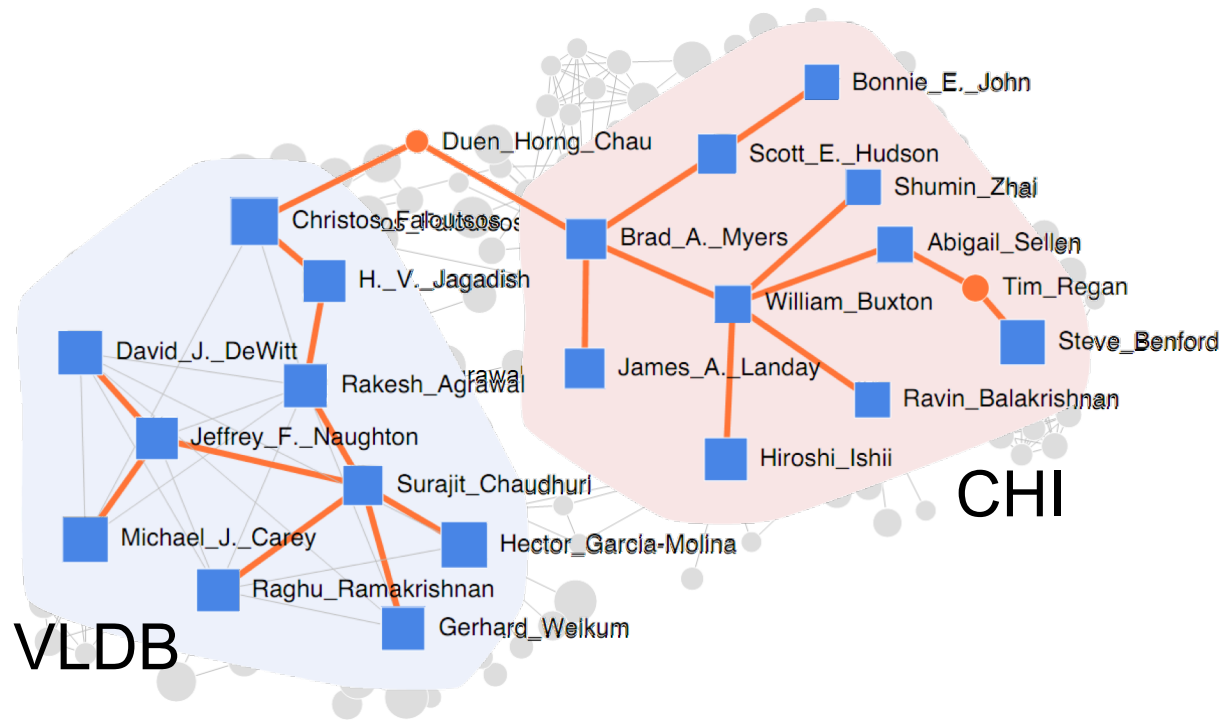 Bonnie_E._John
Duen_Horng_Chau
Scott_E._Hudson
Shumin_Zhai
Christos_Faloutsos
Brad_A._Myers
Abigail_Sellen
H._V._Jagadish
Tim_Regan
William_Buxton
Steve_Benford
David_J._DeWitt
James_A._Landay
Rakesh_Agrawal
rawal
Ravin_Balakrishnan
Jeffrey_F._Naughton
Hiroshi_Ishii
Surajit_Chaudhuri
CHI
Michael_J._Carey
Hector_Garcia-Molina
Raghu_Ramakrishnan
Gerhard_Weikum
VLDB